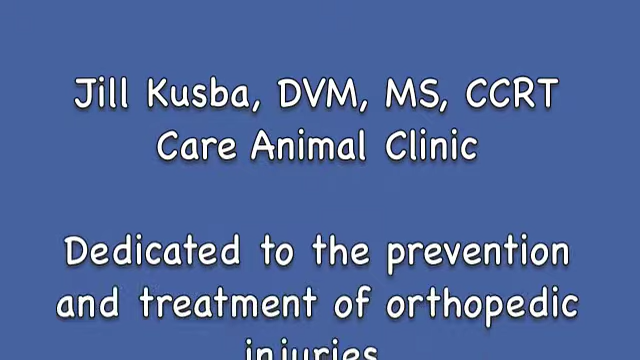 Jill Kusba, DVM, MS, CCRT
Care Animal Clinic
Dedicated to the prevention
and treatment of orthopedic
injuries